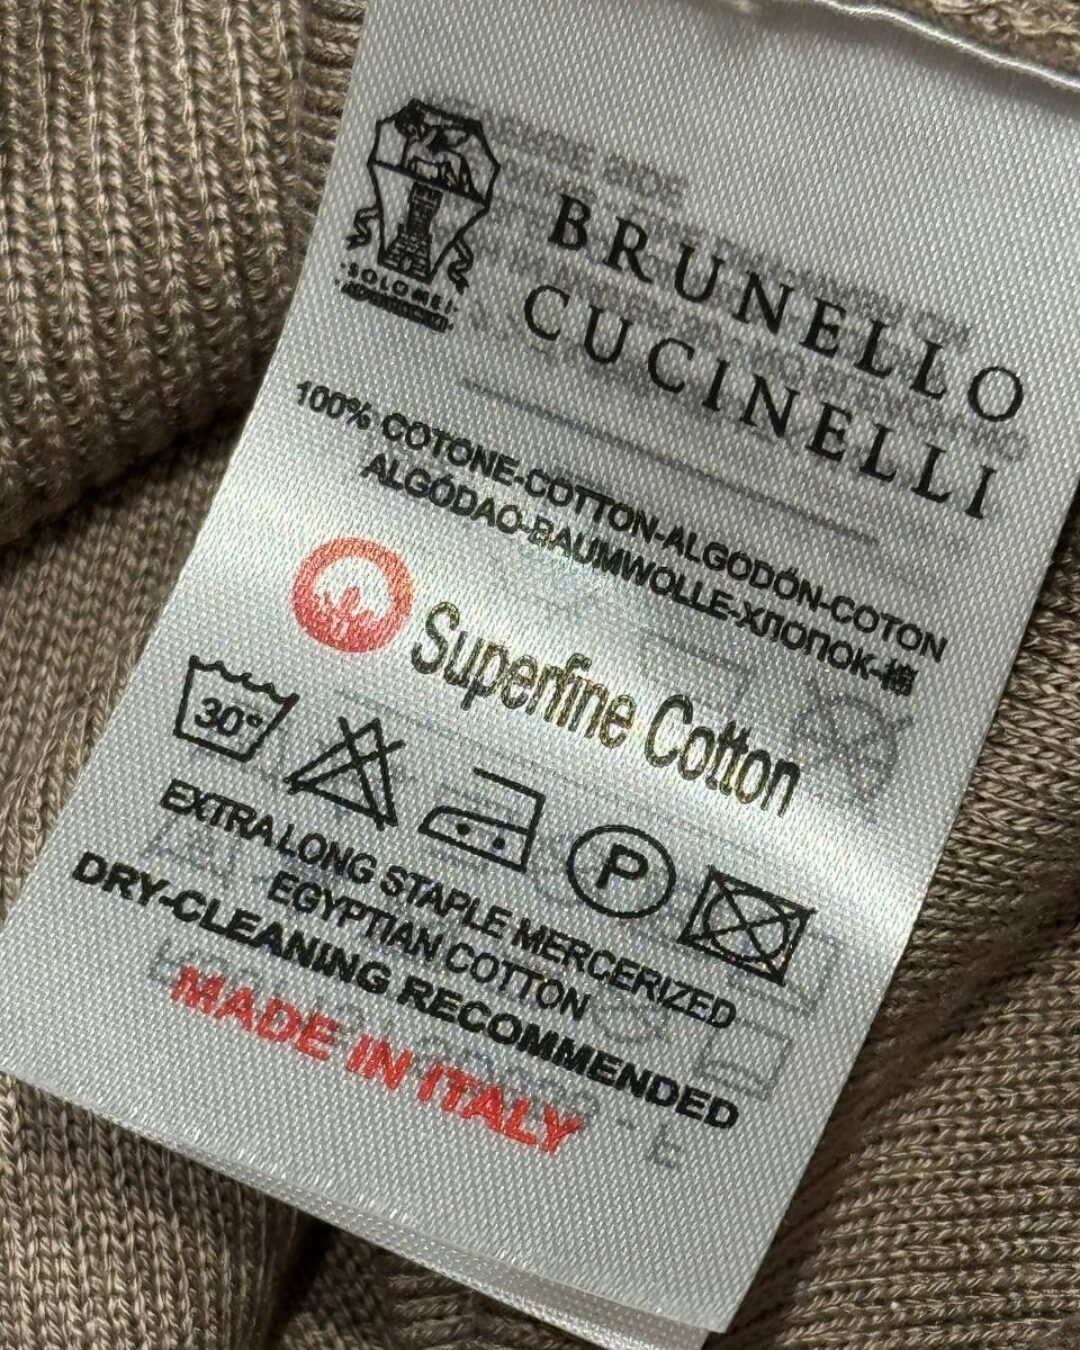 BRUNELLO
CUCINELLI
SOLOMEI
100% COTONE-COTTON-ALGODÓN-COTON
ALGÓDAO-BAUMWOLLE-ХЛОПОК-棉
Superfine Cotton
30°
P
EXTRA LONG STAPLE MERCERIZED
EGYPTIAN COTTON
DRY-CLEANING RECOMMENDED
MADE IN ITALY